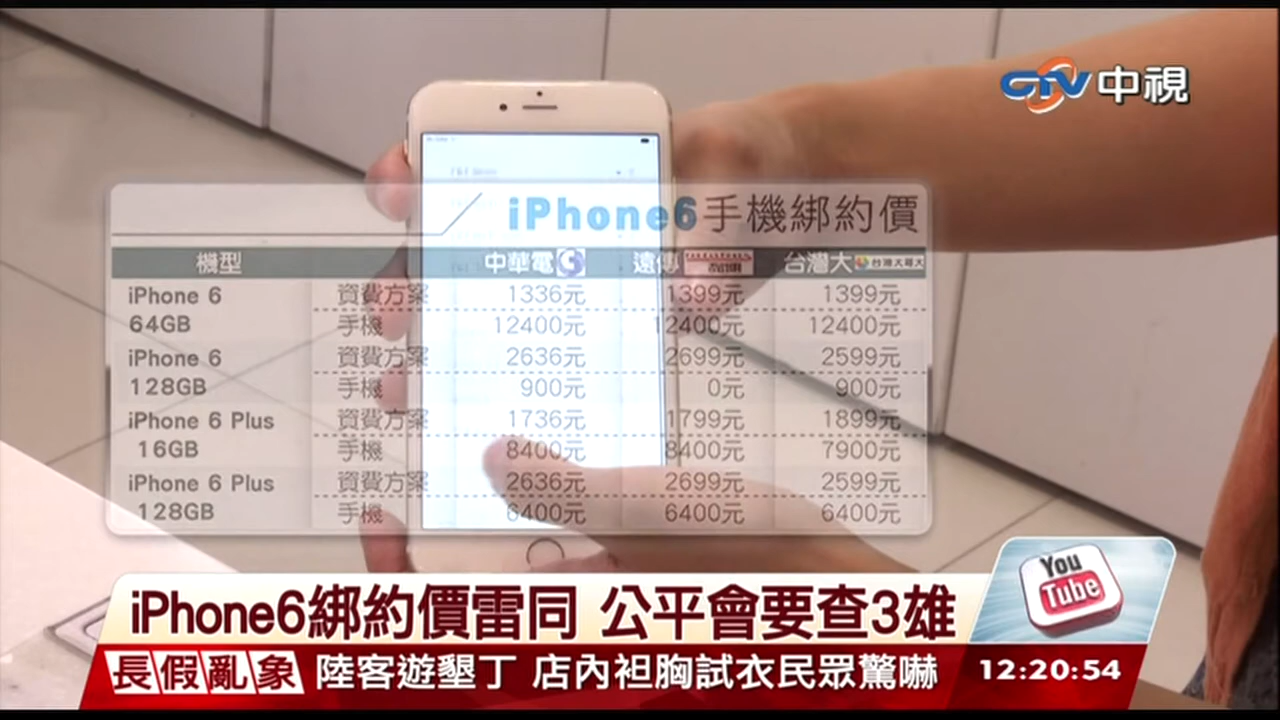 CTV中視
iPhone6手機綁約價
機型 中華電 遠傳 台灣大 台灣大哥大
iPhone 6 資費方案 1336元 1399元 1399元
64GB 手機 12400元 12400元 12400元
iPhone 6 資費方案 2636元 2699元 2599元
128GB 手機 900元 0元 900元
iPhone 6 Plus 資費方案 1736元 1799元 1899元
16GB 手機 8400元 8400元 7900元
iPhone 6 Plus 資費方案 2636元 2699元 2599元
128GB 手機 6400元 6400元 6400元
iPhone6綁約價雷同 公平會要查3雄
You
Tube
長假亂象 陸客遊墾丁 店內袒胸試衣民眾驚嚇 12:20:54